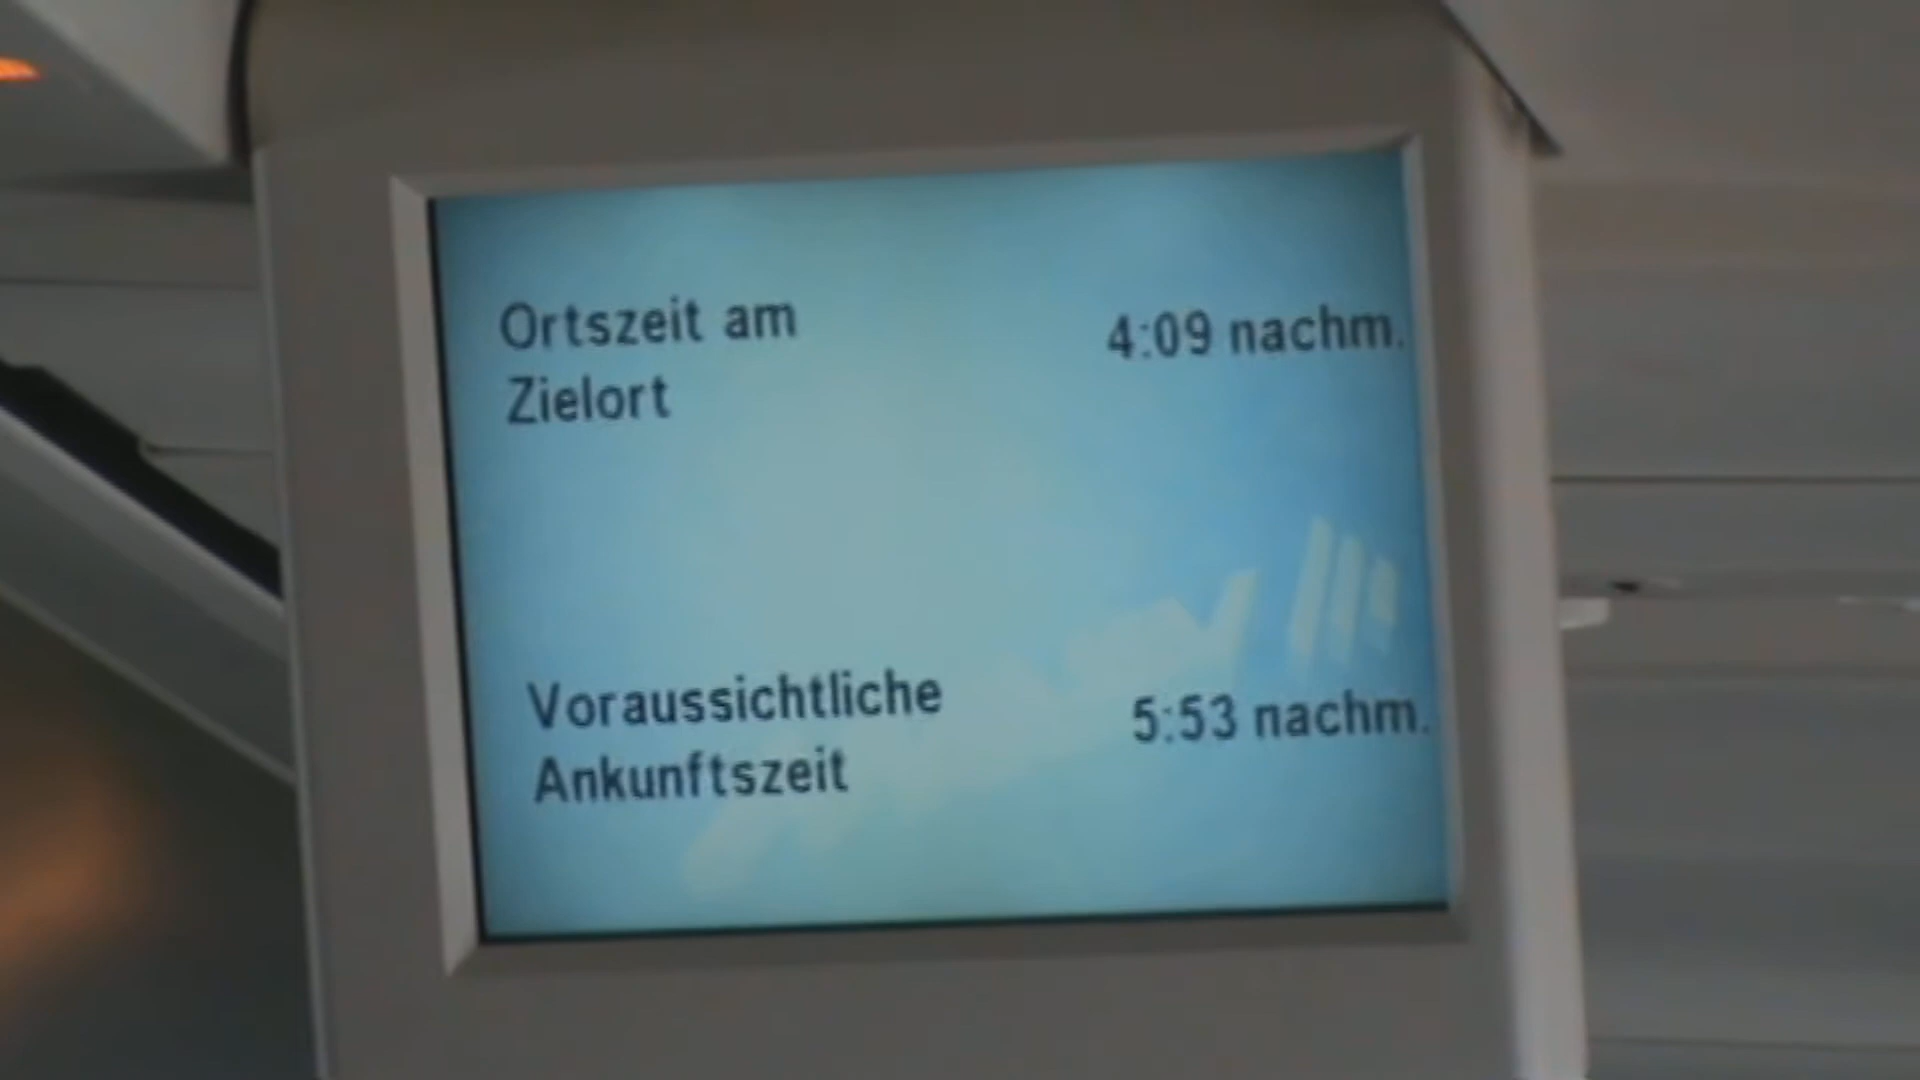 Ortszeit am 4:09 nachm.
Zielort
Voraussichtliche 5:53 nachm.
Ankunftszeit